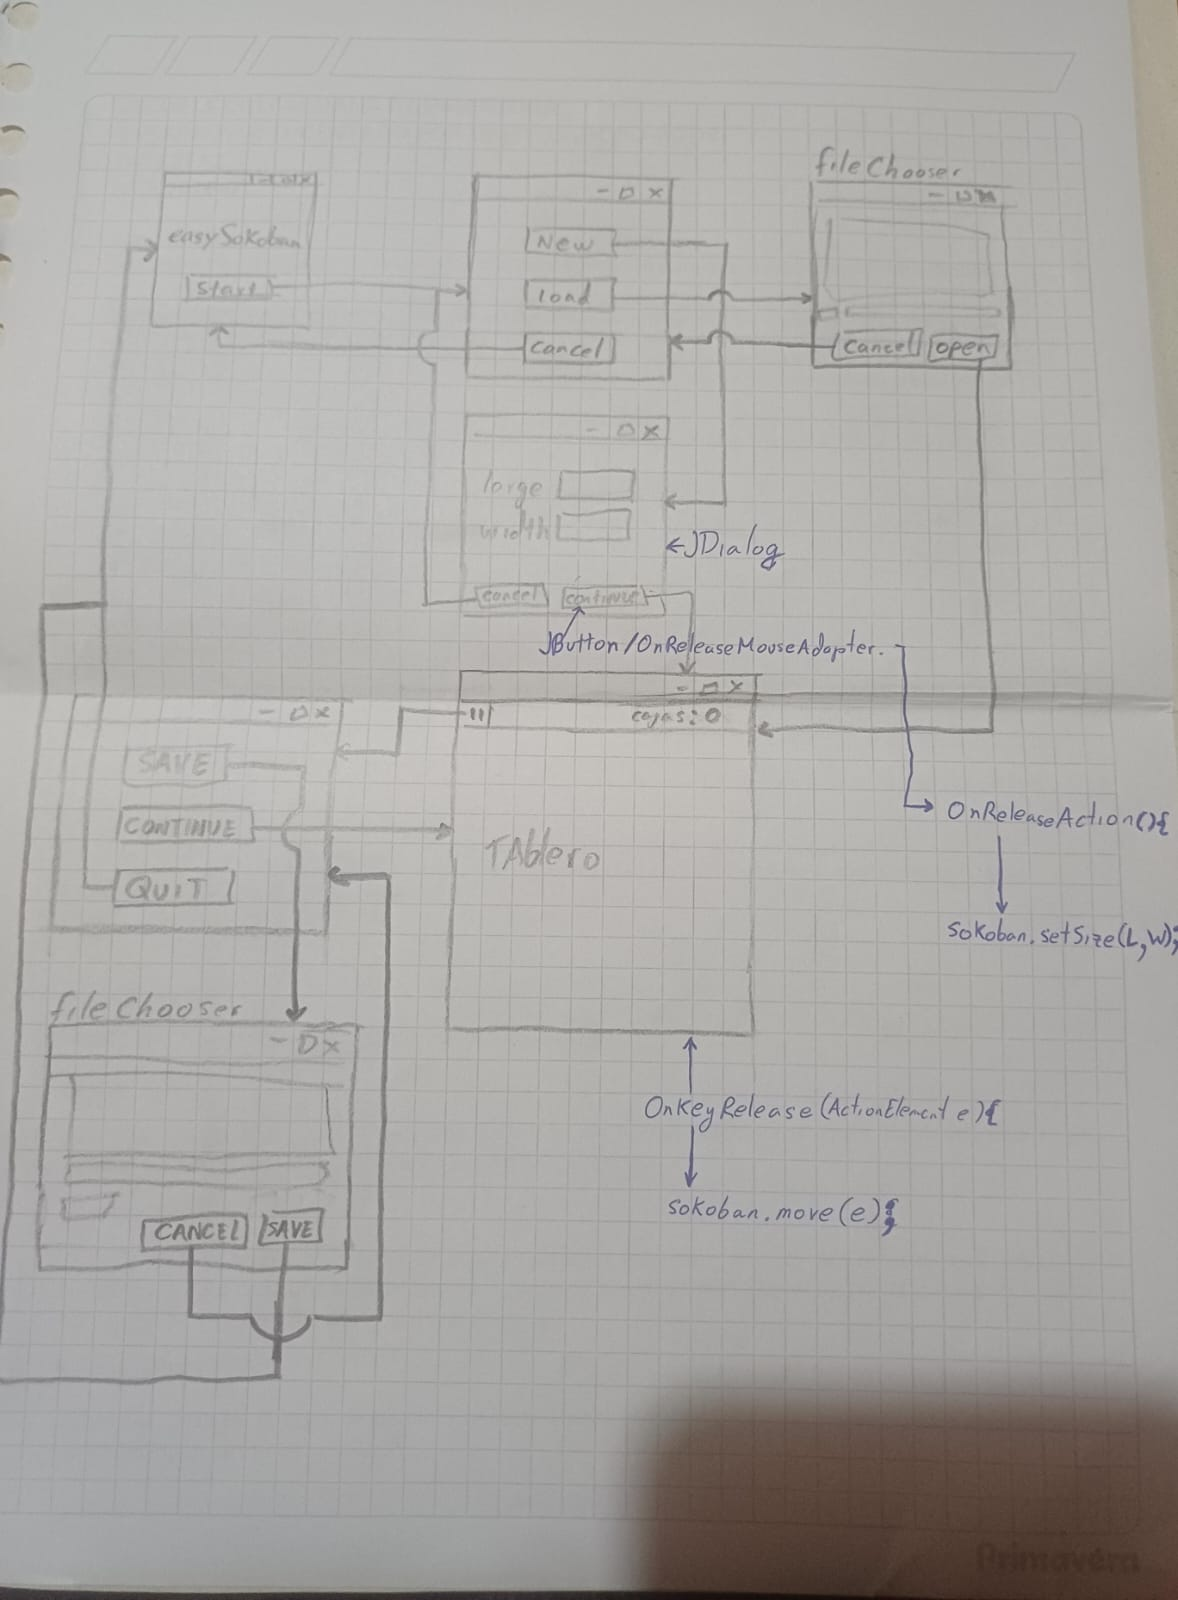 fileChooser
- D X
easySokoban
Start
- D X
New
load
cancel
Cancel
open
- D X
large
width
←JDialog
cancel
continue
JButton/OnReleaseMouseAdapter.
- D X
cajas: 0
- D X
SAVE
CONTINUE
QUIT
TAblero
OnReleaseAction(){
sokoban.setSize(L,W);
fileChooser
- D X
CANCEL
SAVE
OnKeyRelease(ActionElement e){
sokoban.move(e);
Primavera